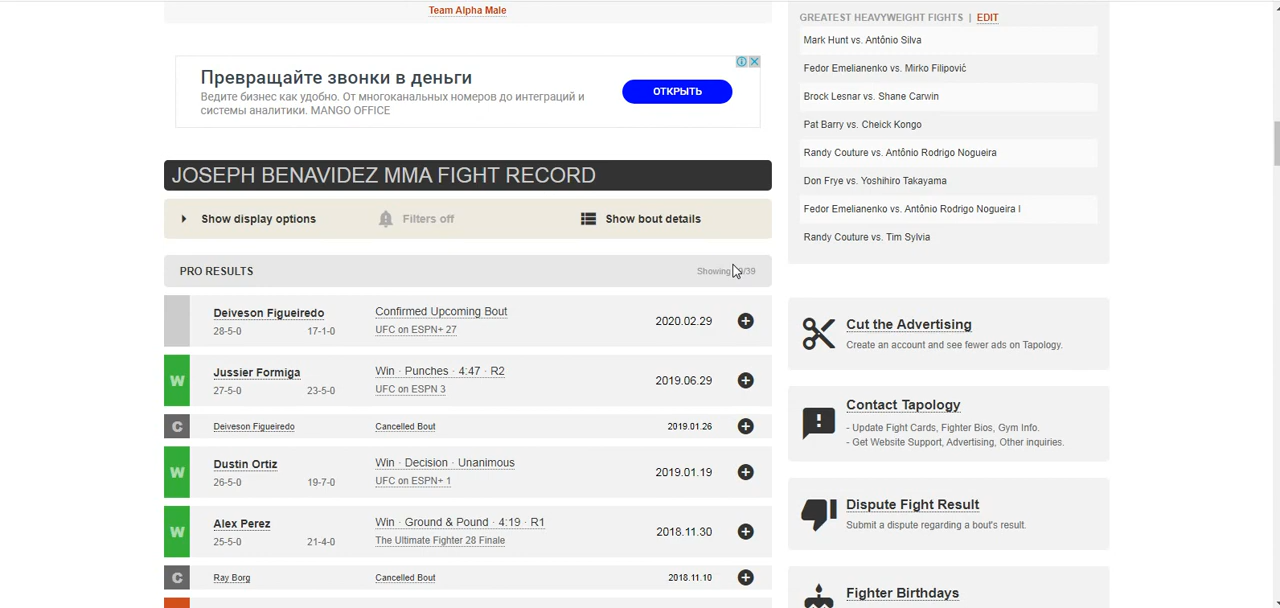 Team Alpha Male
Превращайте звонки в деньги
Ведите бизнес как удобно. От многоканальных номеров до интеграций и
системы аналитики. MANGO OFFICE
ОТКРЫТЬ
JOSEPH BENAVIDEZ MMA FIGHT RECORD
Show display options
Filters off
Show bout details
PRO RESULTS
Showing /39
Deiveson Figueiredo
Confirmed Upcoming Bout
28-5-0 17-1-0
UFC on ESPN+ 27
2020.02.29
W
Jussier Formiga
Win · Punches · 4:47 · R2
27-5-0 23-5-0
UFC on ESPN 3
2019.06.29
C
Deiveson Figueiredo
Cancelled Bout
2019.01.26
W
Dustin Ortiz
Win · Decision · Unanimous
26-5-0 19-7-0
UFC on ESPN+ 1
2019.01.19
W
Alex Perez
Win · Ground & Pound · 4:19 · R1
25-5-0 21-4-0
The Ultimate Fighter 28 Finale
2018.11.30
C
Ray Borg
Cancelled Bout
2018.11.10
GREATEST HEAVYWEIGHT FIGHTS | EDIT
Mark Hunt vs. Antônio Silva
Fedor Emelianenko vs. Mirko Filipović
Brock Lesnar vs. Shane Carwin
Pat Barry vs. Cheick Kongo
Randy Couture vs. Antônio Rodrigo Nogueira
Don Frye vs. Yoshihiro Takayama
Fedor Emelianenko vs. Antônio Rodrigo Nogueira I
Randy Couture vs. Tim Sylvia
Cut the Advertising
Create an account and see fewer ads on Tapology.
Contact Tapology
- Update Fight Cards, Fighter Bios, Gym Info.
- Get Website Support, Advertising, Other inquiries.
Dispute Fight Result
Submit a dispute regarding a bout's result.
Fighter Birthdays